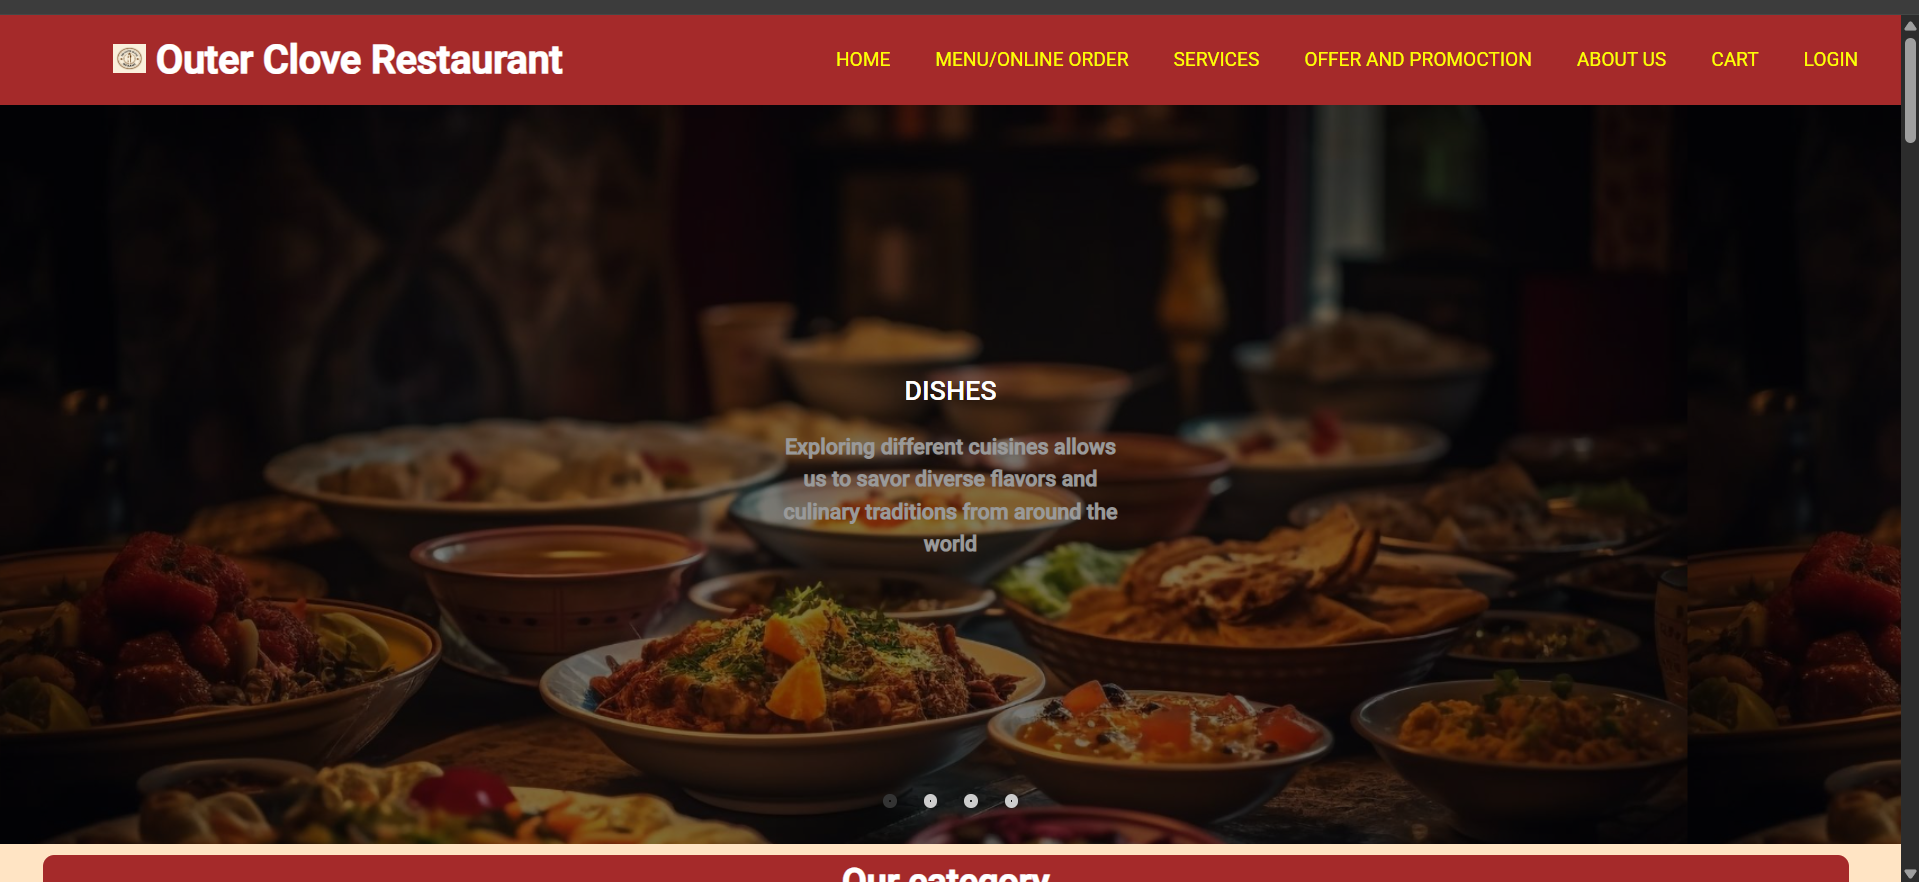 Outer Clove Restaurant
HOME MENU/ONLINE ORDER SERVICES OFFER AND PROMOCTION ABOUT US CART LOGIN
DISHES
Exploring different cuisines allows
us to savor diverse flavors and
culinary traditions from around the
world
Our category